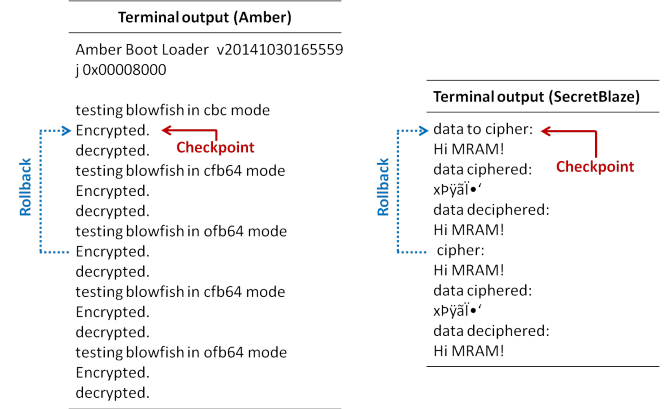 Terminal output (Amber)
Amber Boot Loader v20141030165559
j 0x00008000
testing blowfish in cbc mode
Encrypted.
Checkpoint
decrypted.
testing blowfish in cfb64 mode
Encrypted.
decrypted.
testing blowfish in ofb64 mode
Encrypted.
decrypted.
testing blowfish in cfb64 mode
Encrypted.
decrypted.
testing blowfish in ofb64 mode
Encrypted.
decrypted.
Rollback
Terminal output (SecretBlaze)
data to cipher:
Hi MRAM!
Checkpoint
data ciphered:
xÞÿãÏ•‘
data deciphered:
Hi MRAM!
cipher:
Hi MRAM!
data ciphered:
xÞÿãÏ•‘
data deciphered:
Hi MRAM!
Rollback